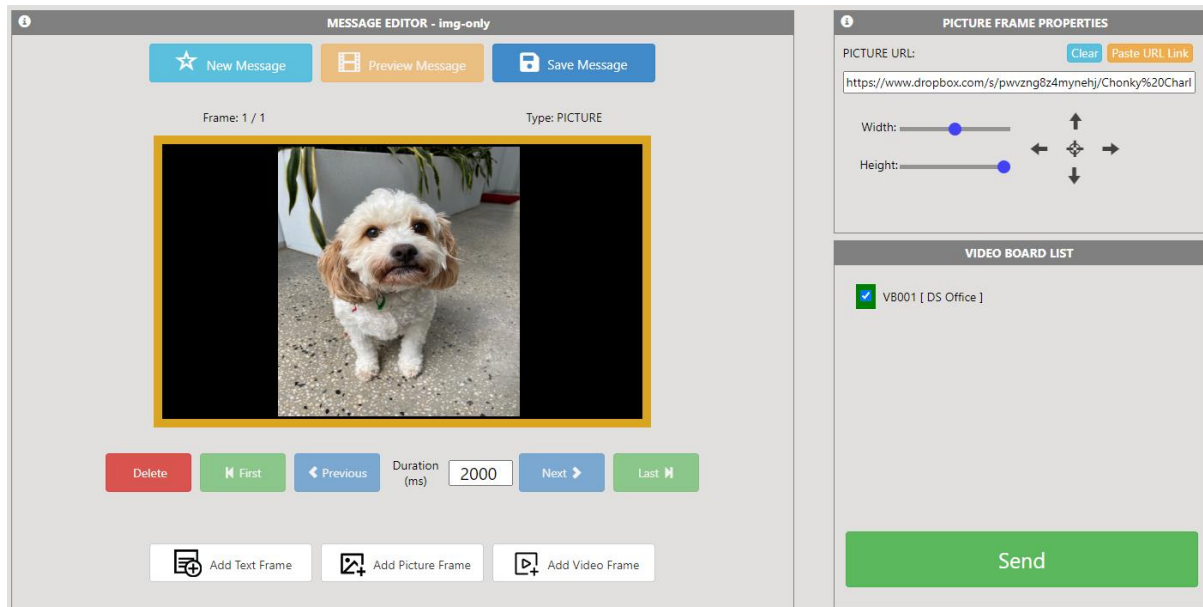 MESSAGE EDITOR - img-only
New Message
Preview Message
Save Message
Frame: 1 / 1
Type: PICTURE
Delete
First
Previous
Duration
(ms)
2000
Next
Last
Add Text Frame
Add Picture Frame
Add Video Frame
PICTURE FRAME PROPERTIES
PICTURE URL:
Clear
Paste URL Link
https://www.dropbox.com/s/pwvzng8z4mynehj/Chonky%20Charl
Width:
Height:
VIDEO BOARD LIST
VB001 [ DS Office ]
Send